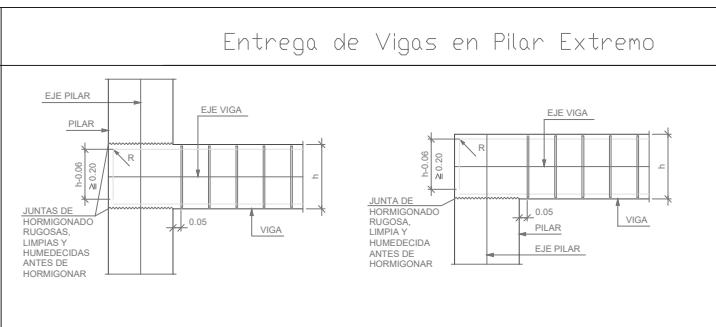 Entrega de Vigas en Pilar Extremo
EJE PILAR
PILAR
EJE VIGA
R
h-0.06
≥ 0.20
h
JUNTAS DE
HORMIGONADO
RUGOSAS,
LIMPIAS Y
HUMEDECIDAS
ANTES DE
HORMIGONAR
0.05
VIGA
EJE VIGA
R
h-0.06
≥ 0.20
h
JUNTA DE
HORMIGONADO
RUGOSA,
LIMPIA Y
HUMEDECIDA
ANTES DE
HORMIGONAR
0.05
PILAR
VIGA
EJE PILAR